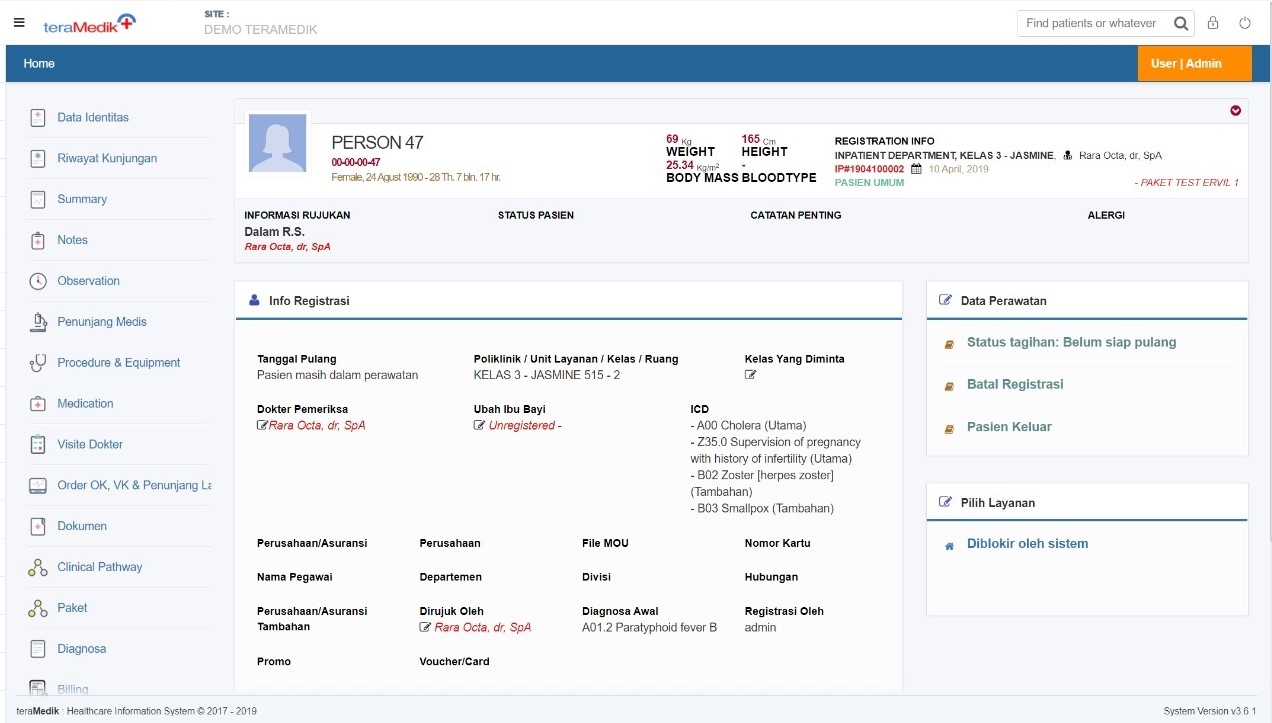 teraMedik
SITE :
DEMO TERAMEDIK
Find patients or whatever
Home
User | Admin
Data Identitas
Riwayat Kunjungan
Summary
Notes
Observation
Penunjang Medis
Procedure & Equipment
Medication
Visite Dokter
Order OK, VK & Penunjang La
Dokumen
Clinical Pathway
Paket
Diagnosa
Billing
PERSON 47
00-00-00-47
Female, 24 Agust 1990 - 28 Th. 7 bln. 17 hr.
69 Kg
WEIGHT
165 Cm
HEIGHT
25.34 Kg/m²
BODY MASS
-
BLOODTYPE
REGISTRATION INFO
INPATIENT DEPARTMENT, KELAS 3 - JASMINE, Rara Octa, dr, SpA
IP#1904100002 10 April, 2019
PASIEN UMUM
- PAKET TEST ERVIL 1
INFORMASI RUJUKAN
Dalam R.S.
Rara Octa, dr, SpA
STATUS PASIEN
CATATAN PENTING
ALERGI
Info Registrasi
Tanggal Pulang
Pasien masih dalam perawatan
Poliklinik / Unit Layanan / Kelas / Ruang
KELAS 3 - JASMINE 515 - 2
Kelas Yang Diminta
Dokter Pemeriksa
Rara Octa, dr, SpA
Ubah Ibu Bayi
Unregistered -
ICD
- A00 Cholera (Utama)
- Z35.0 Supervision of pregnancy
with history of infertility (Utama)
- B02 Zoster [herpes zoster]
(Tambahan)
- B03 Smallpox (Tambahan)
Perusahaan/Asuransi
Perusahaan
File MOU
Nomor Kartu
Nama Pegawai
Departemen
Divisi
Hubungan
Perusahaan/Asuransi
Tambahan
Dirujuk Oleh
Rara Octa, dr, SpA
Diagnosa Awal
A01.2 Paratyphoid fever B
Registrasi Oleh
admin
Promo
Voucher/Card
Data Perawatan
Status tagihan: Belum siap pulang
Batal Registrasi
Pasien Keluar
Pilih Layanan
Diblokir oleh sistem
teraMedik : Healthcare Information System © 2017 - 2019
System Version v3.6 1